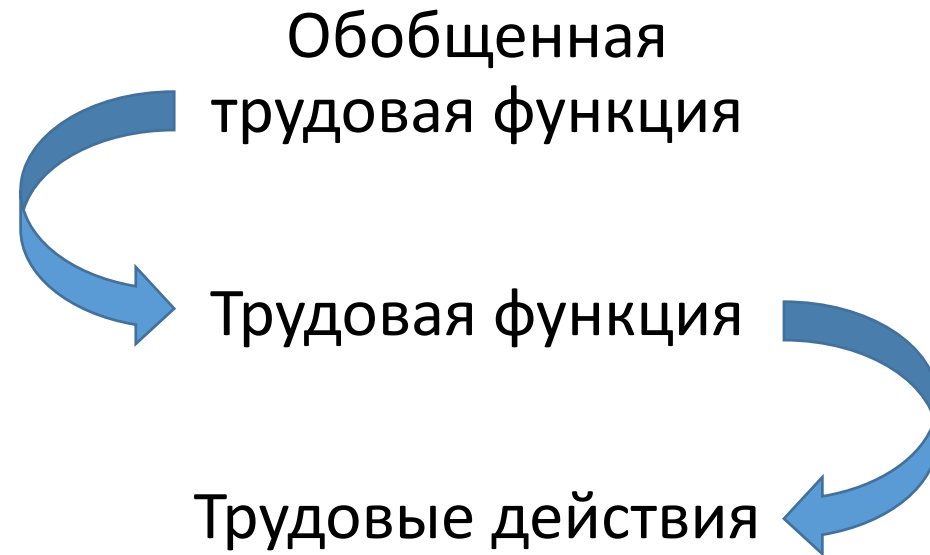 Обобщенная
трудовая функция
Трудовая функция
Трудовые действия